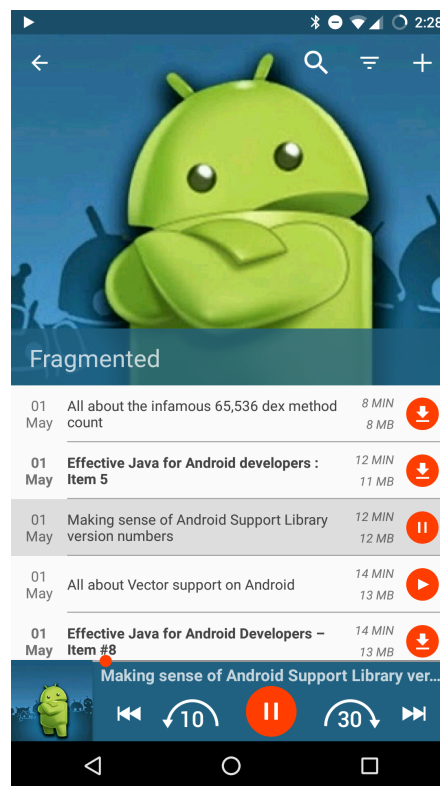 2:28
Fragmented
01 May
All about the infamous 65,536 dex method
count
8 MIN
8 MB
01 May
Effective Java for Android developers :
Item 5
12 MIN
11 MB
01 May
Making sense of Android Support Library
version numbers
12 MIN
12 MB
01 May
All about Vector support on Android
14 MIN
13 MB
01 May
Effective Java for Android Developers –
Item #8
14 MIN
13 MB
Making sense of Android Support Library ver...
10
30